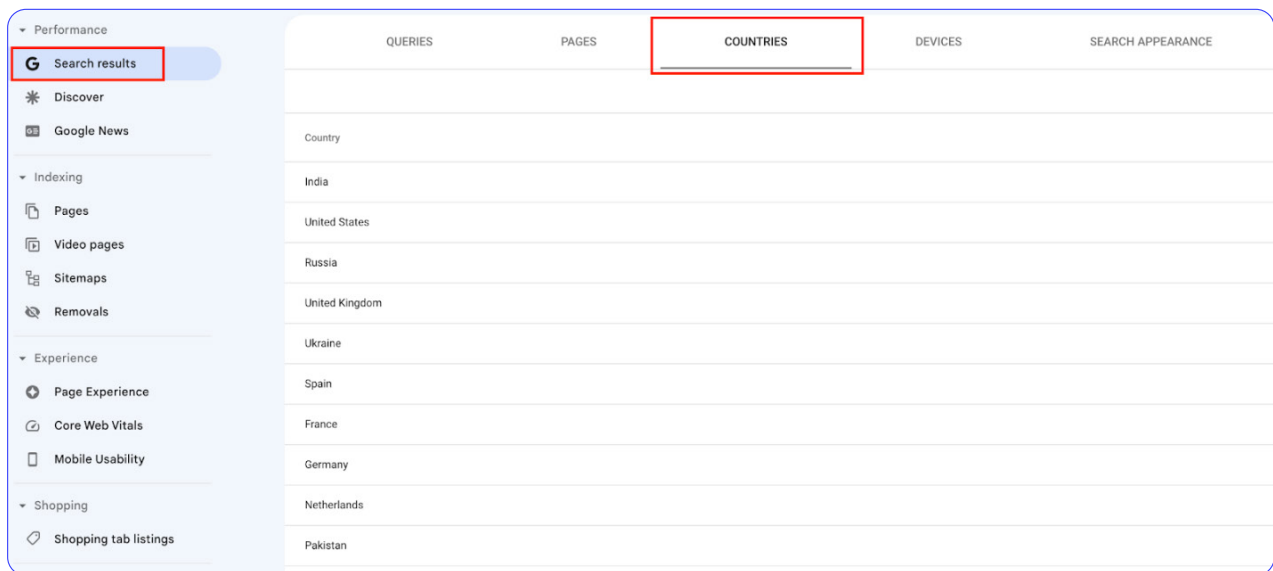 Performance
Search results
Discover
Google News
Indexing
Pages
Video pages
Sitemaps
Removals
Experience
Page Experience
Core Web Vitals
Mobile Usability
Shopping
Shopping tab listings
QUERIES PAGES COUNTRIES DEVICES SEARCH APPEARANCE
Country
India
United States
Russia
United Kingdom
Ukraine
Spain
France
Germany
Netherlands
Pakistan